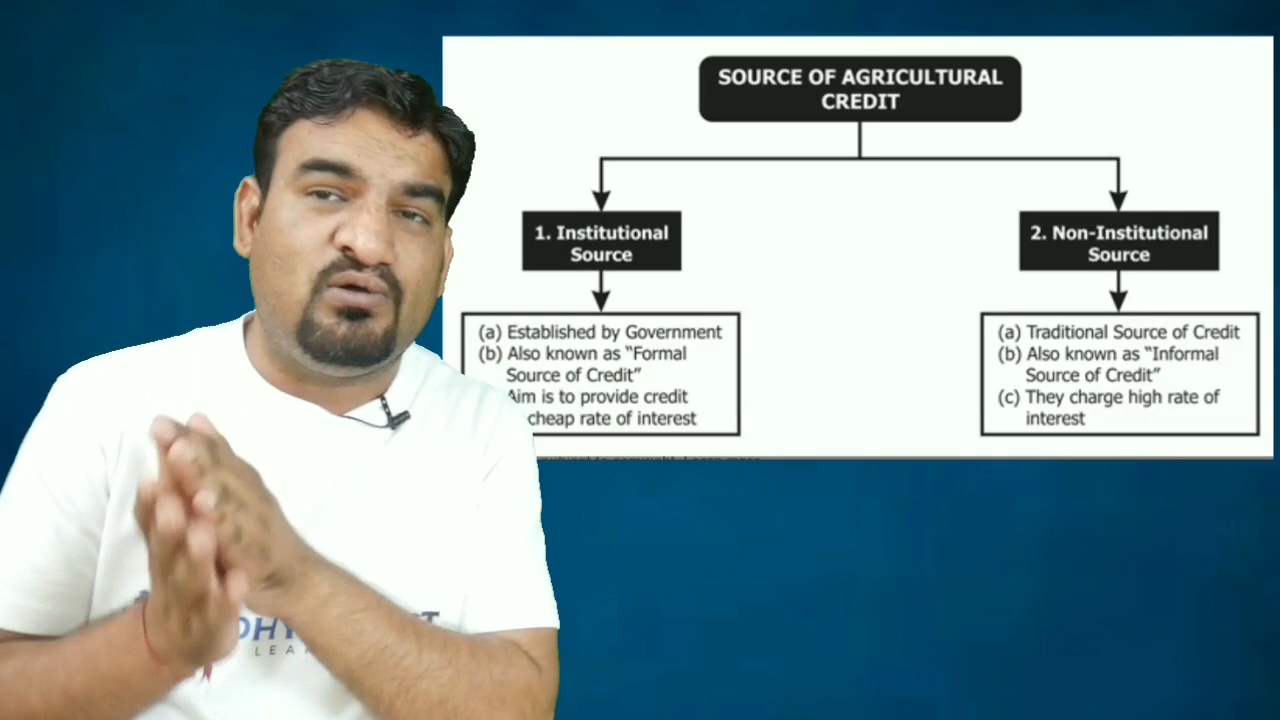 SOURCE OF AGRICULTURAL
CREDIT
1. Institutional
Source
2. Non-Institutional
Source
(a) Established by Government
(b) Also known as “Formal
Source of Credit”
Aim is to provide credit
cheap rate of interest
(a) Traditional Source of Credit
(b) Also known as “Informal
Source of Credit”
(c) They charge high rate of
interest